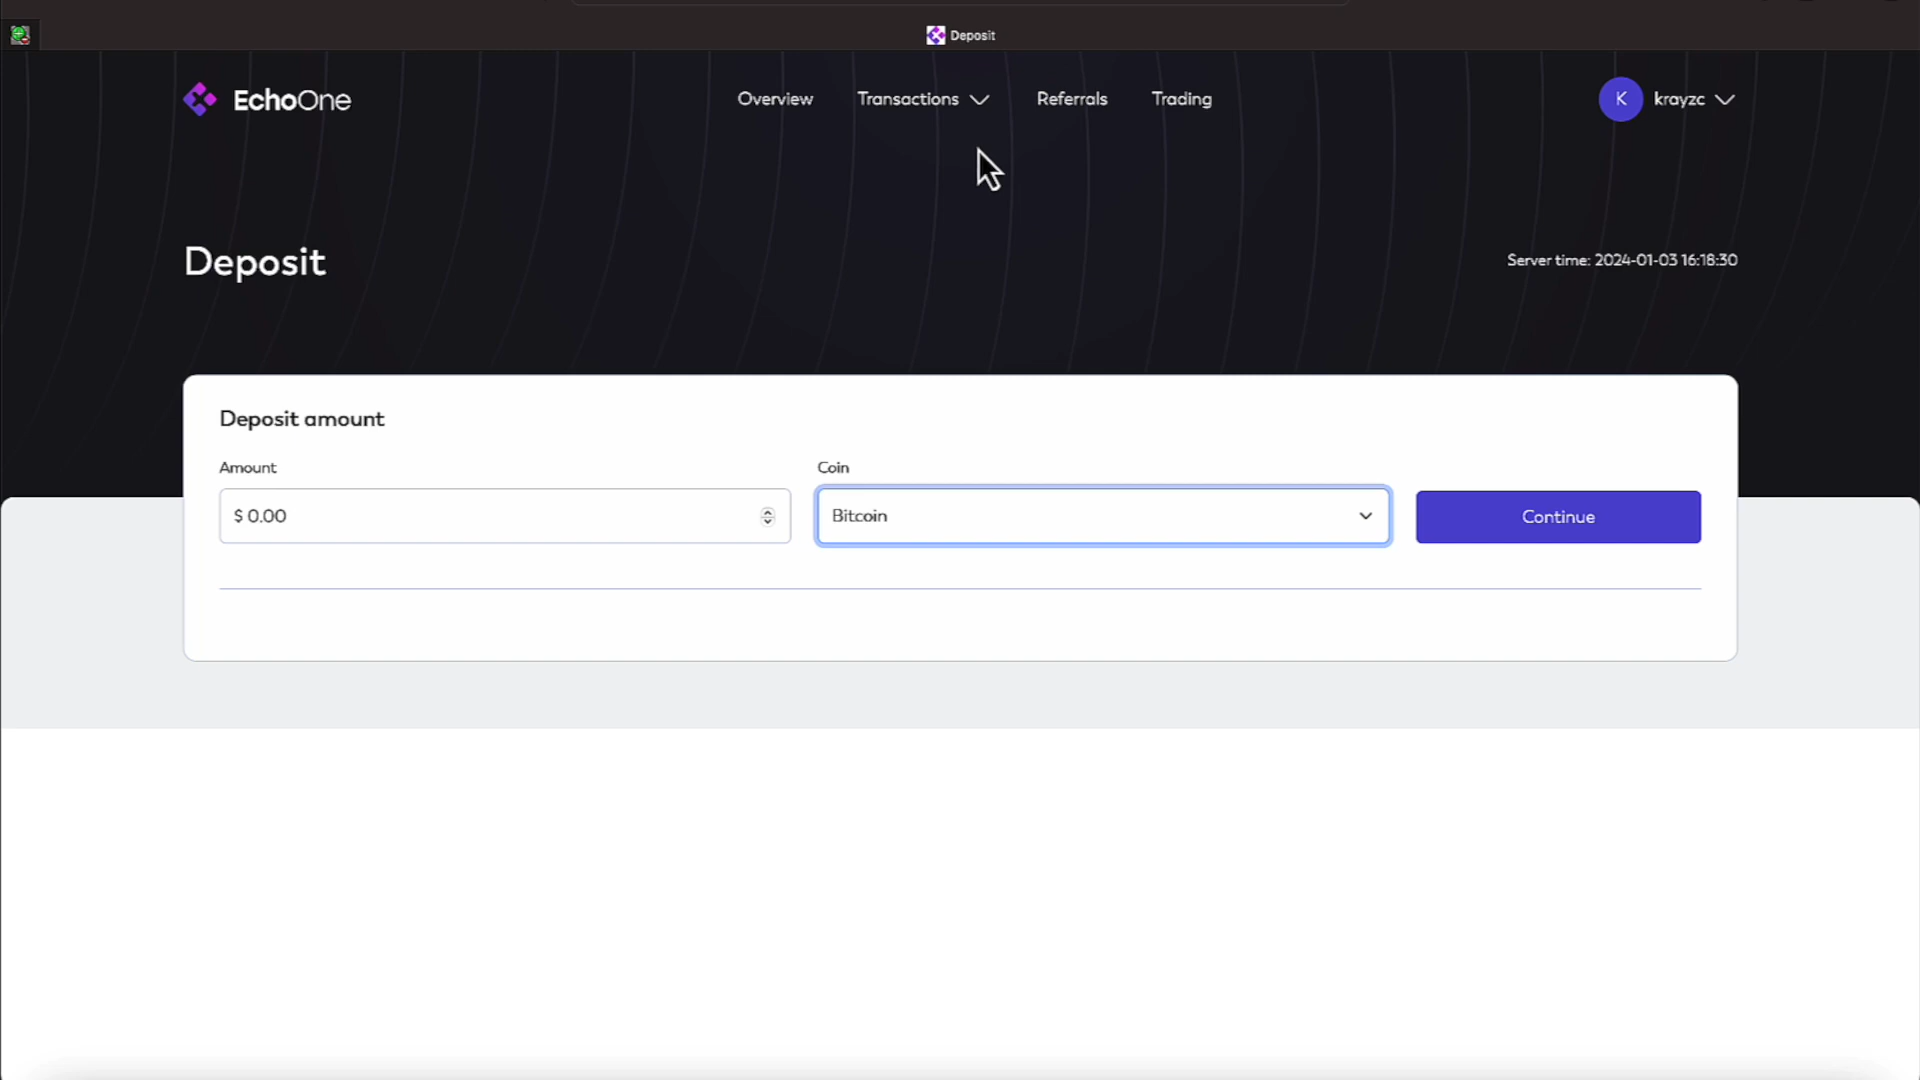 Deposit
EchoOne
Overview
Transactions
Referrals
Trading
K
krayzc
Deposit
Server time: 2024-01-03 16:18:30
Deposit amount
Amount
Coin
$ 0.00
Bitcoin
Continue